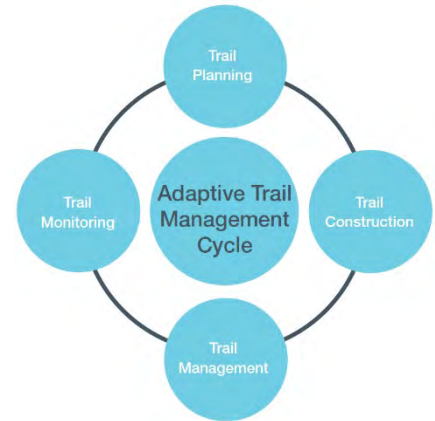 Trail
Planning
Trail
Monitoring
Adaptive Trail
Management
Cycle
Trail
Construction
Trail
Management